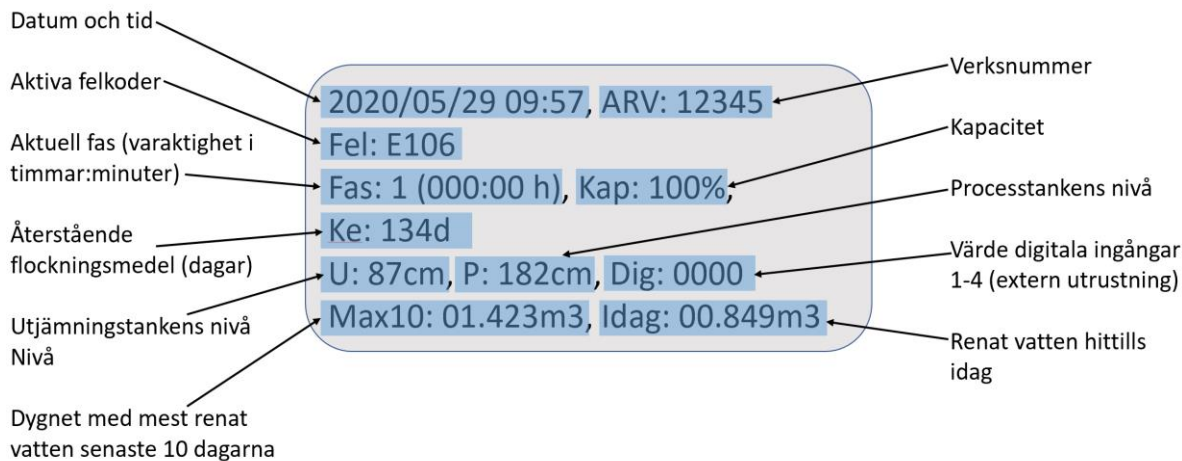 Datum och tid
Aktiva felkoder
Aktuell fas (varaktighet i
timmar:minuter)
Återstående
flockningsmedel (dagar)
Utjämningstankens nivå
Nivå
Dygnet med mest renat
vatten senaste 10 dagarna
2020/05/29 09:57, ARV: 12345
Fel: E106
Fas: 1 (000:00 h), Kap: 100%,
Ke: 134d
U: 87cm, P: 182cm, Dig: 0000
Max10: 01.423m3, Idag: 00.849m3
Verksnummer
Kapacitet
Processtankens nivå
Värde digitala ingångar
1-4 (extern utrustning)
Renat vatten hittills
idag